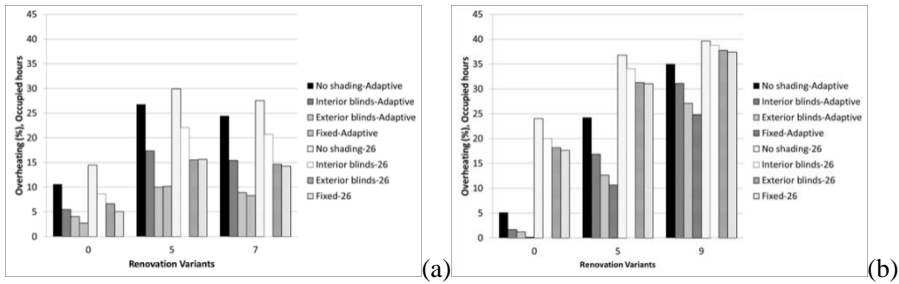 45
40
35
30
25
20
15
10
5
0
Overheating (%), Occupied hours
0 5 7
Renovation Variants
No shading-Adaptive
Interior blinds-Adaptive
Exterior blinds-Adaptive
Fixed-Adaptive
No shading-26
Interior blinds-26
Exterior blinds-26
Fixed-26
(a)
45
40
35
30
25
20
15
10
5
0
Overheating (%), Occupied hours
0 5 9
Renovation Variants
No shading-Adaptive
Interior blinds-Adaptive
Exterior blinds-Adaptive
Fixed-Adaptive
No shading-26
Interior blinds-26
Exterior blinds-26
Fixed-26
(b)